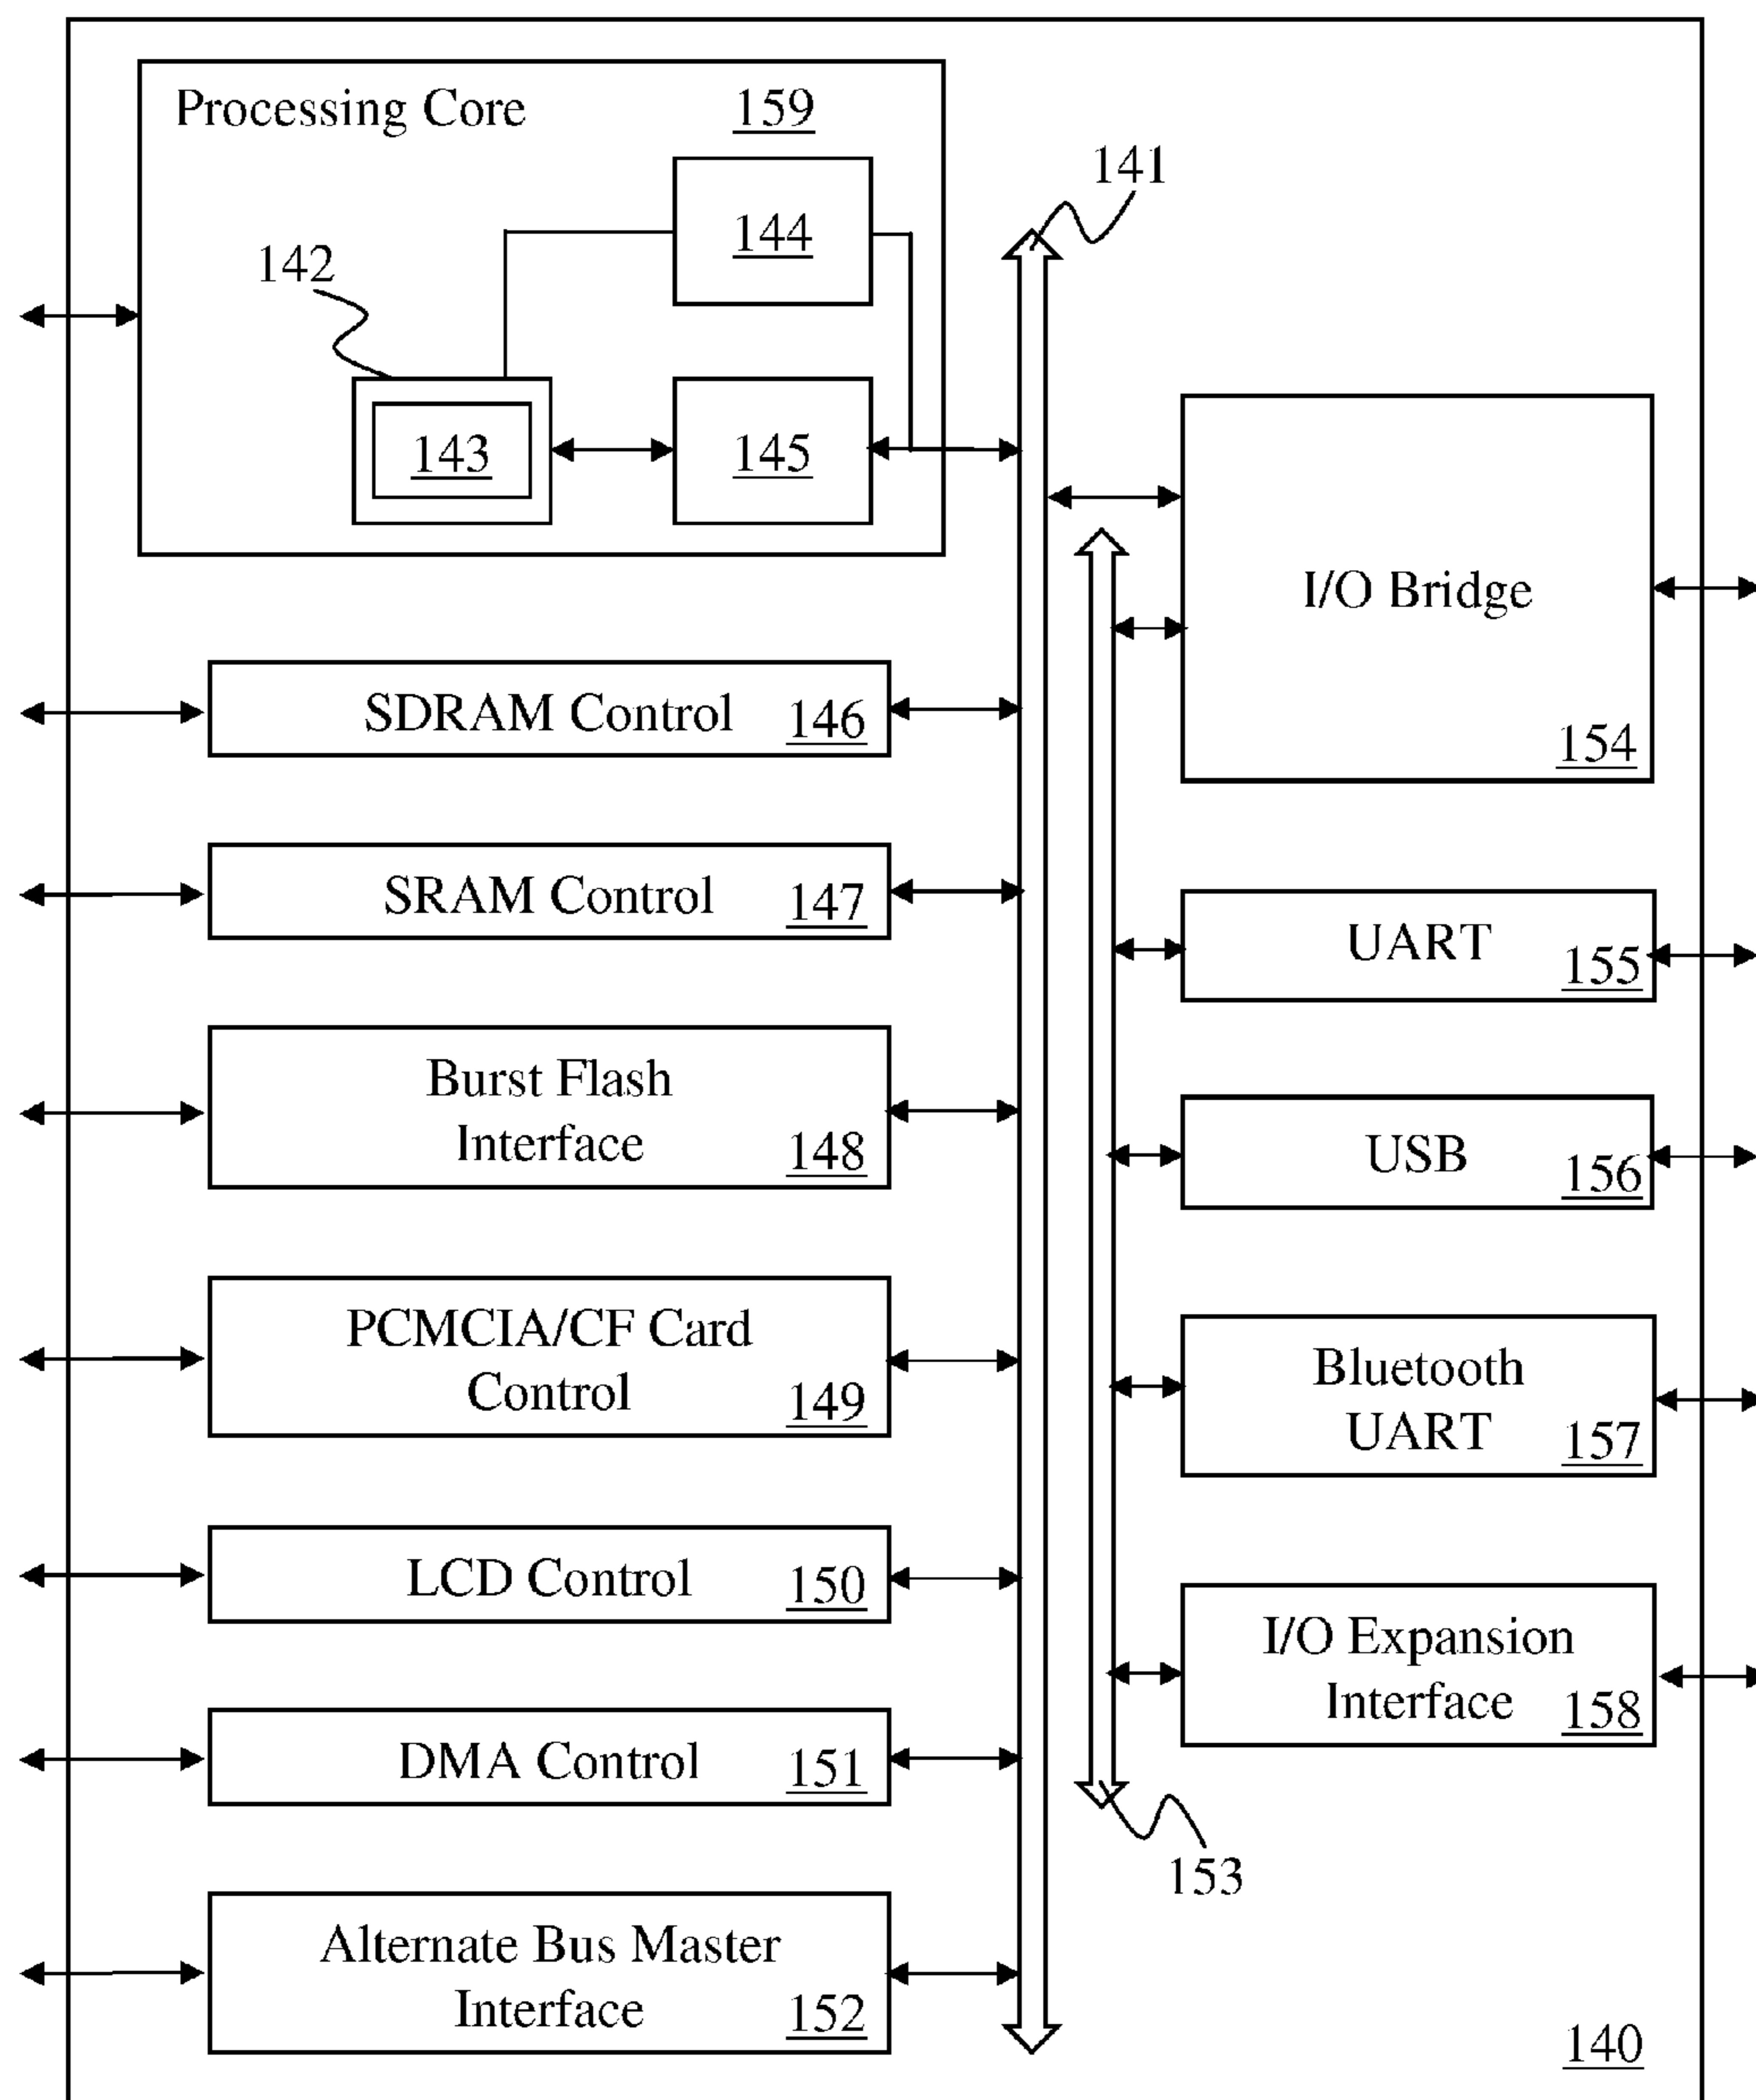 Processing Core 159
144
141
142
143
145
I/O Bridge
154
SDRAM Control 146
SRAM Control 147
Burst Flash
Interface 148
PCMCIA/CF Card
Control 149
LCD Control 150
DMA Control 151
Alternate Bus Master
Interface 152
UART 155
USB 156
Bluetooth
UART 157
I/O Expansion
Interface 158
153
140